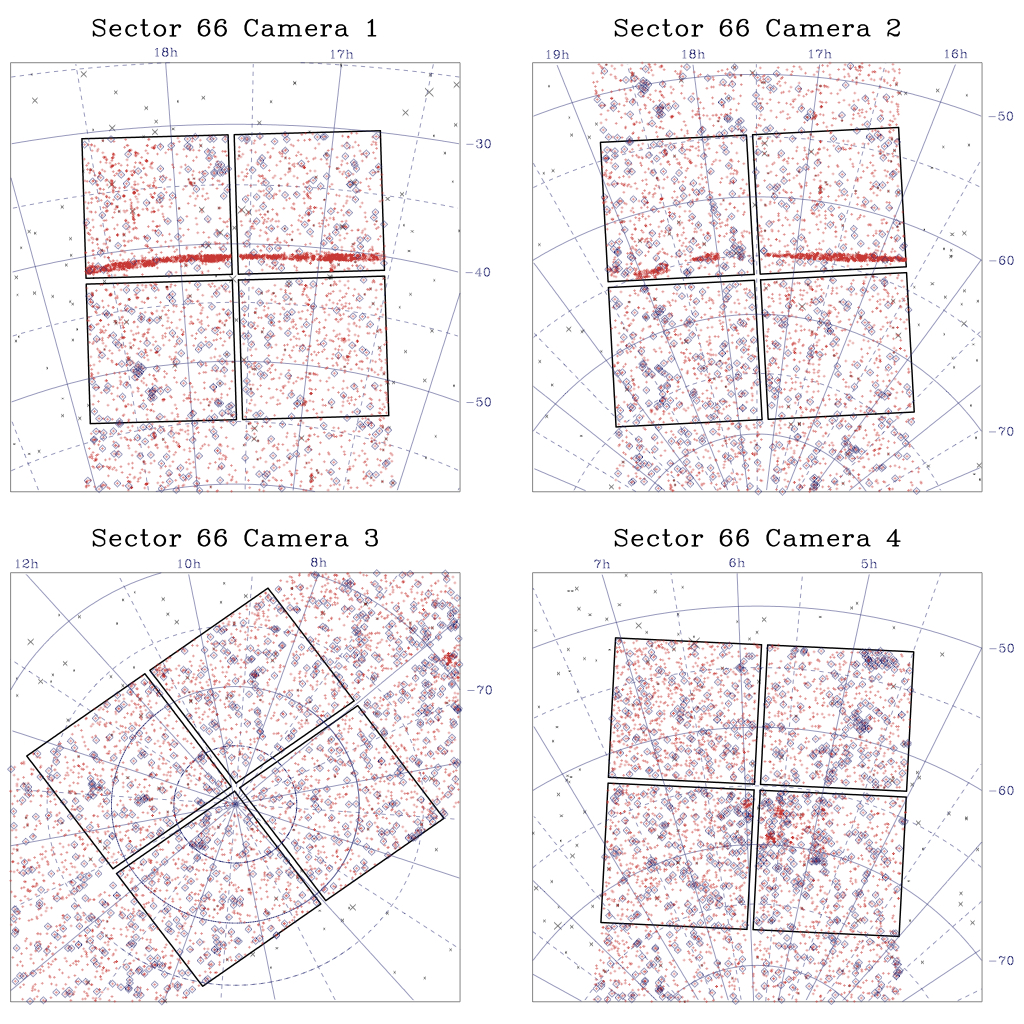 Sector 66 Camera 1
18h 17h
-30
-40
-50
Sector 66 Camera 2
19h 18h 17h 16h
-50
-60
-70
Sector 66 Camera 3
12h 10h 8h
-70
Sector 66 Camera 4
7h 6h 5h
-50
-60
-70